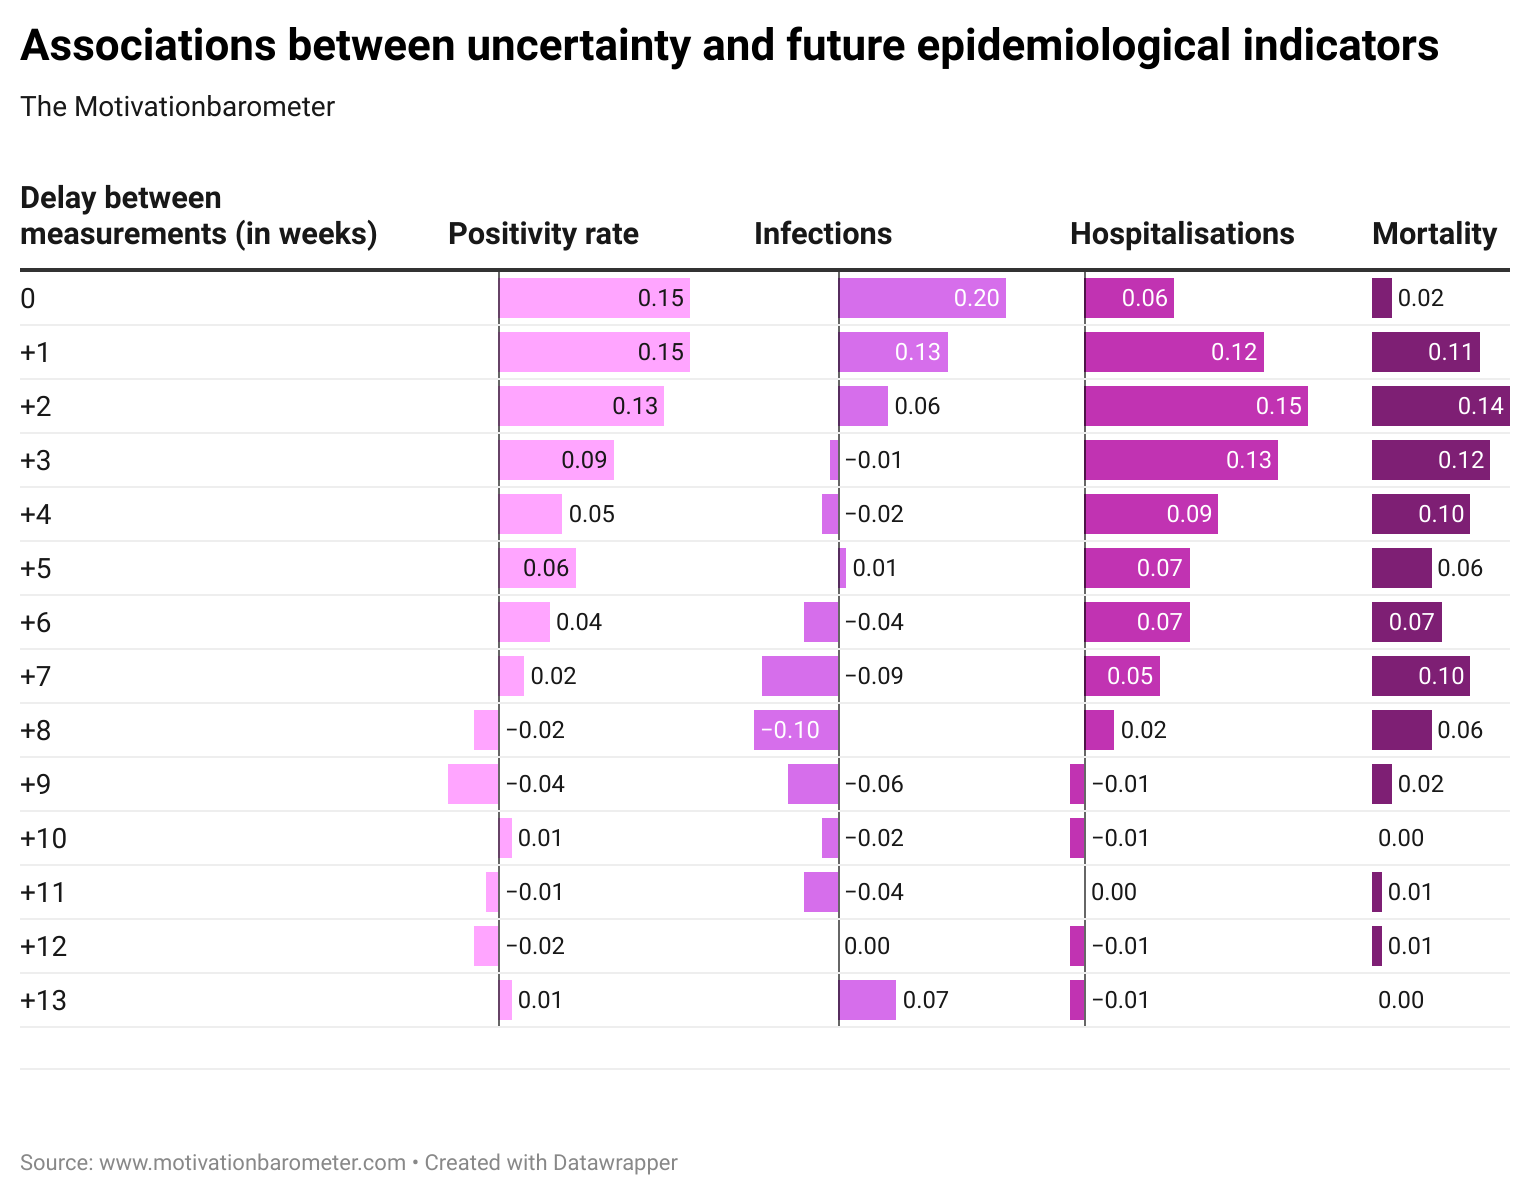 Associations between uncertainty and future epidemiological indicators
The Motivationbarometer
Delay between
measurements (in weeks) Positivity rate Infections Hospitalisations Mortality
0 0.15 0.20 0.06 0.02
+1 0.15 0.13 0.12 0.11
+2 0.13 0.06 0.15 0.14
+3 0.09 −0.01 0.13 0.12
+4 0.05 −0.02 0.09 0.10
+5 0.06 0.01 0.07 0.06
+6 0.04 −0.04 0.07 0.07
+7 0.02 −0.09 0.05 0.10
+8 −0.02 −0.10 0.02 0.06
+9 −0.04 −0.06 −0.01 0.02
+10 0.01 −0.02 −0.01 0.00
+11 −0.01 −0.04 0.00 0.01
+12 −0.02 0.00 −0.01 0.01
+13 0.01 0.07 −0.01 0.00
Source: www.motivationbarometer.com • Created with Datawrapper